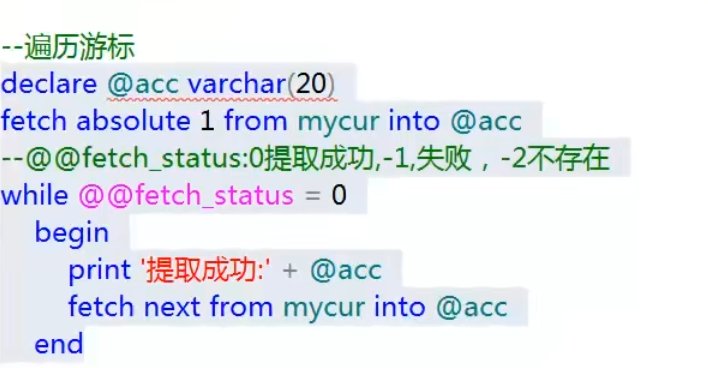 --遍历游标
declare @acc varchar(20)
fetch absolute 1 from mycur into @acc
--@@fetch_status:0提取成功,-1,失败，-2不存在
while @@fetch_status = 0
begin
print '提取成功:' + @acc
fetch next from mycur into @acc
end